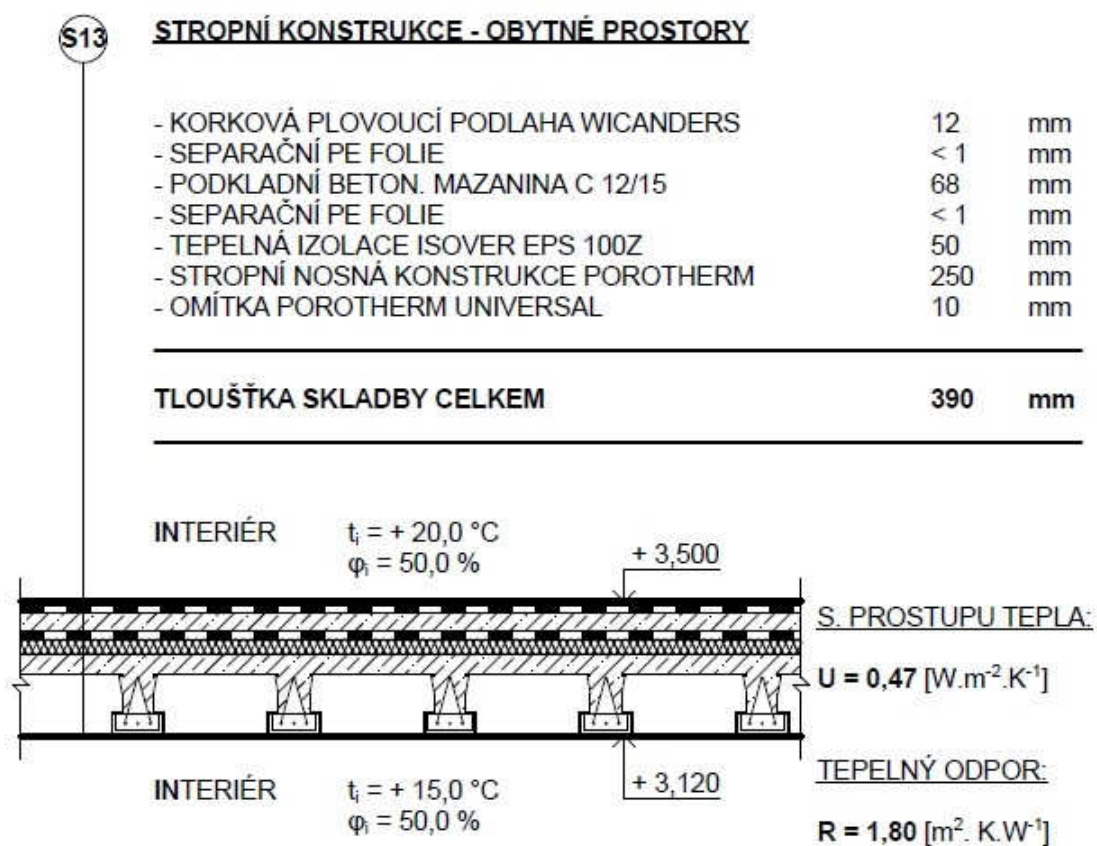 S13 STROPNÍ KONSTRUKCE - OBYTNÉ PROSTORY
- KORKOVÁ PLOVOUCÍ PODLAHA WICANDERS 12 mm
- SEPARAČNÍ PE FOLIE < 1 mm
- PODKLADNÍ BETON. MAZANINA C 12/15 68 mm
- SEPARAČNÍ PE FOLIE < 1 mm
- TEPELNÁ IZOLACE ISOVER EPS 100Z 50 mm
- STROPNÍ NOSNÁ KONSTRUKCE POROTHERM 250 mm
- OMÍTKA POROTHERM UNIVERSAL 10 mm
TLOUŠŤKA SKLADBY CELKEM 390 mm
INTERIÉR tᵢ = + 20,0 °C
φᵢ = 50,0 %
+ 3,500
S. PROSTUPU TEPLA:
U = 0,47 [W.m⁻².K⁻¹]
TEPELNÝ ODPOR:
R = 1,80 [m². K.W⁻¹]
INTERIÉR tᵢ = + 15,0 °C
φᵢ = 50,0 %
+ 3,120